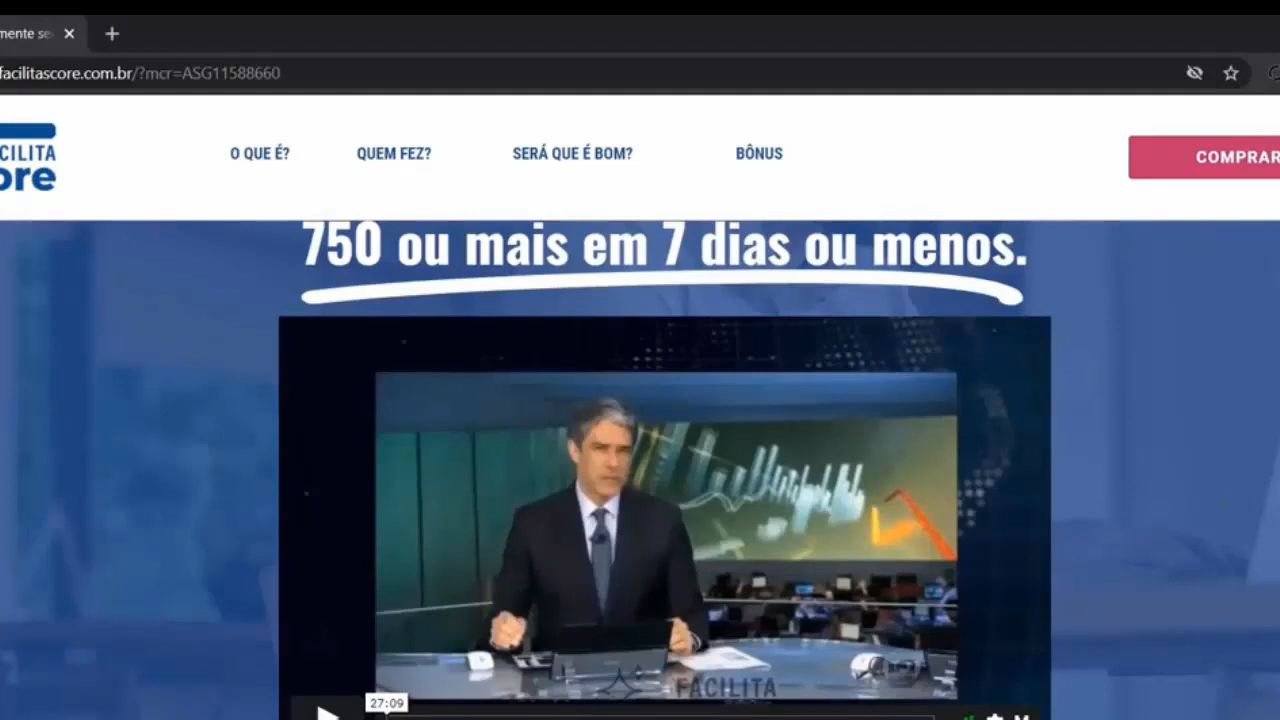 mente se
facilitascore.com.br/?mcr=ASG11588660
CILITA
ore
O QUE É?
QUEM FEZ?
SERÁ QUE É BOM?
BÔNUS
COMPRAR
750 ou mais em 7 dias ou menos.
FACILITA
27:09